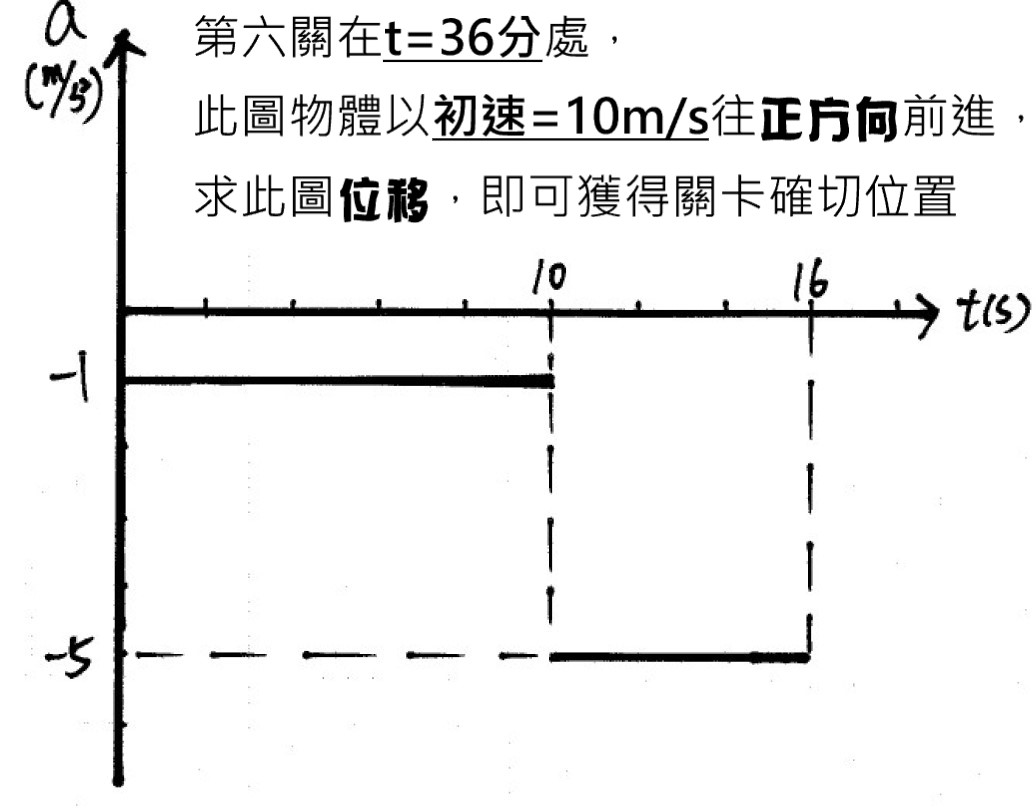 a
(m/s²)
第六關在t=36分處，
此圖物體以初速=10m/s往正方向前進，
求此圖位移，即可獲得關卡確切位置
10
16
t(s)
-1
-5